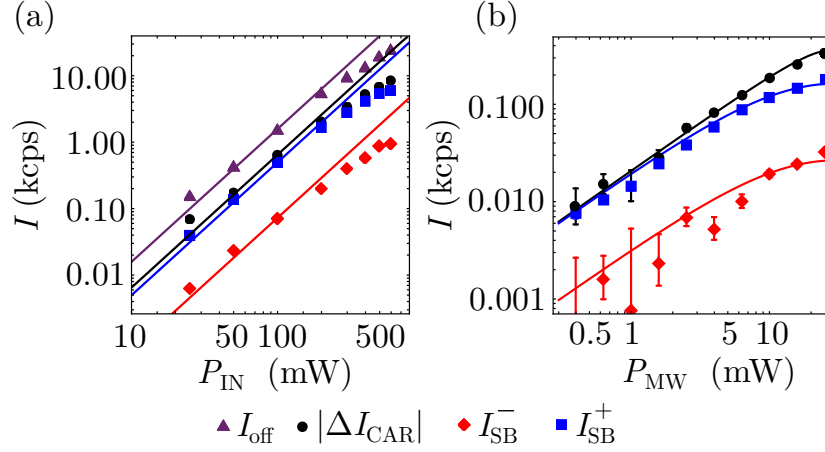 (a)
(b)
I (kcps)
10.00
1.00
0.10
0.01
10
50
100
500
P_IN (mW)
I (kcps)
0.100
0.010
0.001
0.5
1
5
10
P_MW (mW)
I_off |ΔI_CAR| I_SB^- I_SB^+